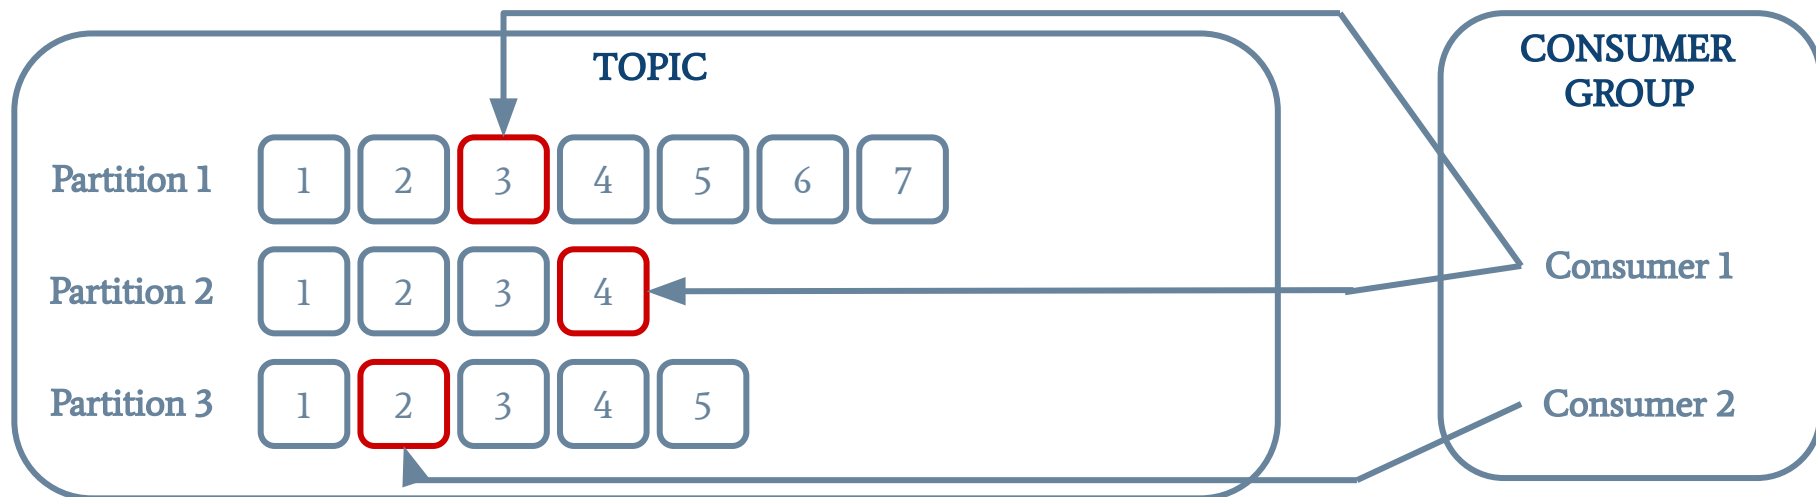 TOPIC
CONSUMER
GROUP
Partition 1 1 2 3 4 5 6 7
Partition 2 1 2 3 4
Partition 3 1 2 3 4 5
Consumer 1
Consumer 2